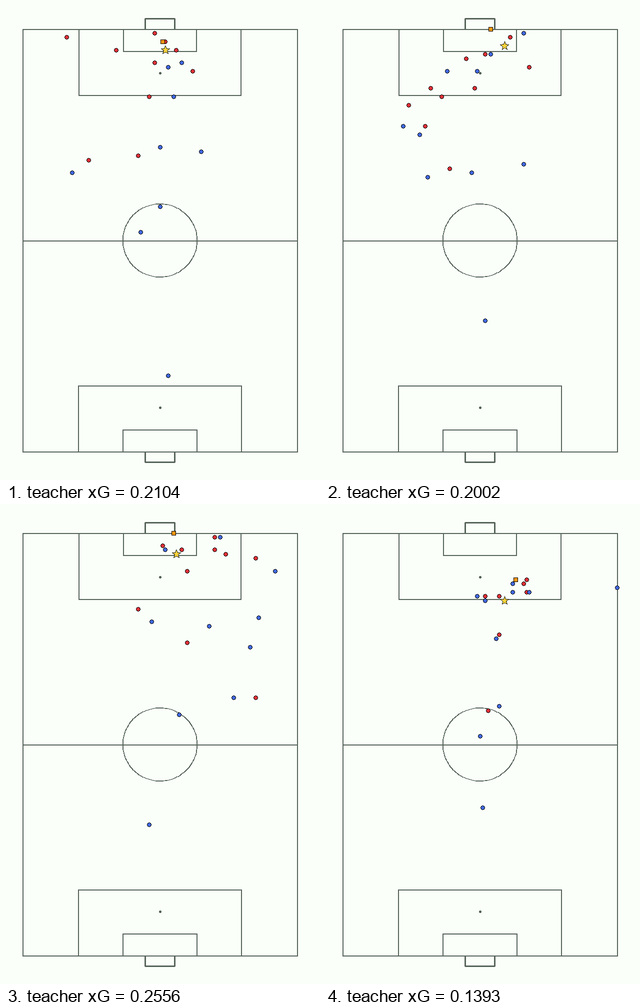 1. teacher xG = 0.2104
2. teacher xG = 0.2002
3. teacher xG = 0.2556
4. teacher xG = 0.1393